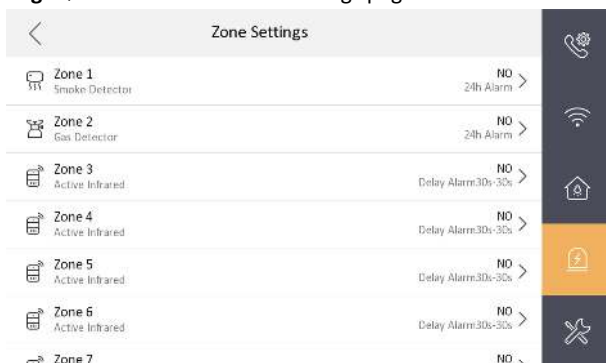 Zone Settings
Zone 1
NO
Smoke Detector
24h Alarm
Zone 2
NO
Gas Detector
24h Alarm
Zone 3
NO
Active Infrared
Delay Alarm30s-30s
Zone 4
NO
Active Infrared
Delay Alarm30s-30s
Zone 5
NO
Active Infrared
Delay Alarm30s-30s
Zone 6
NO
Active Infrared
Delay Alarm30s-30s
Zone 7
NO